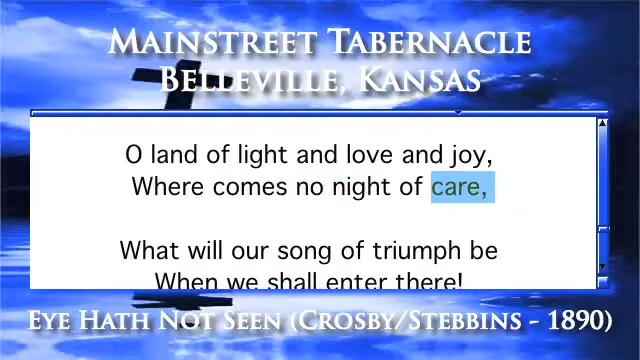 Mainstreet Tabernacle
Belleville, Kansas
O land of light and love and joy,
Where comes no night of care,
What will our song of triumph be
When we shall enter there!
Eye Hath Not Seen (Crosby/Stebbins - 1890)